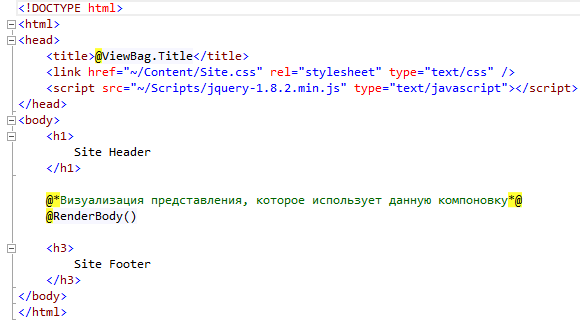 <!DOCTYPE html>
<html>
<head>
    <title>@ViewBag.Title</title>
    <link href="~/Content/Site.css" rel="stylesheet" type="text/css" />
    <script src="~/Scripts/jquery-1.8.2.min.js" type="text/javascript"></script>
</head>
<body>
    <h1>
        Site Header
    </h1>

    @*Визуализация представления, которое использует данную компоновку*@
    @RenderBody()

    <h3>
        Site Footer
    </h3>
</body>
</html>